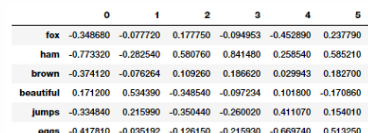 0 1 2 3 4 5
fox -0.348680 -0.077720 0.177750 -0.094953 -0.452890 0.237790
ham -0.773320 -0.282540 0.580760 0.841480 0.258540 0.585210
brown -0.374120 -0.076264 0.109260 0.186620 0.029943 0.182700
beautiful 0.171200 0.534390 -0.348540 -0.097234 0.101800 -0.170860
jumps -0.334840 0.215990 -0.350440 -0.260020 0.411070 0.154010
eggs -0.417810 -0.035192 -0.126150 -0.215930 -0.669740 0.513250